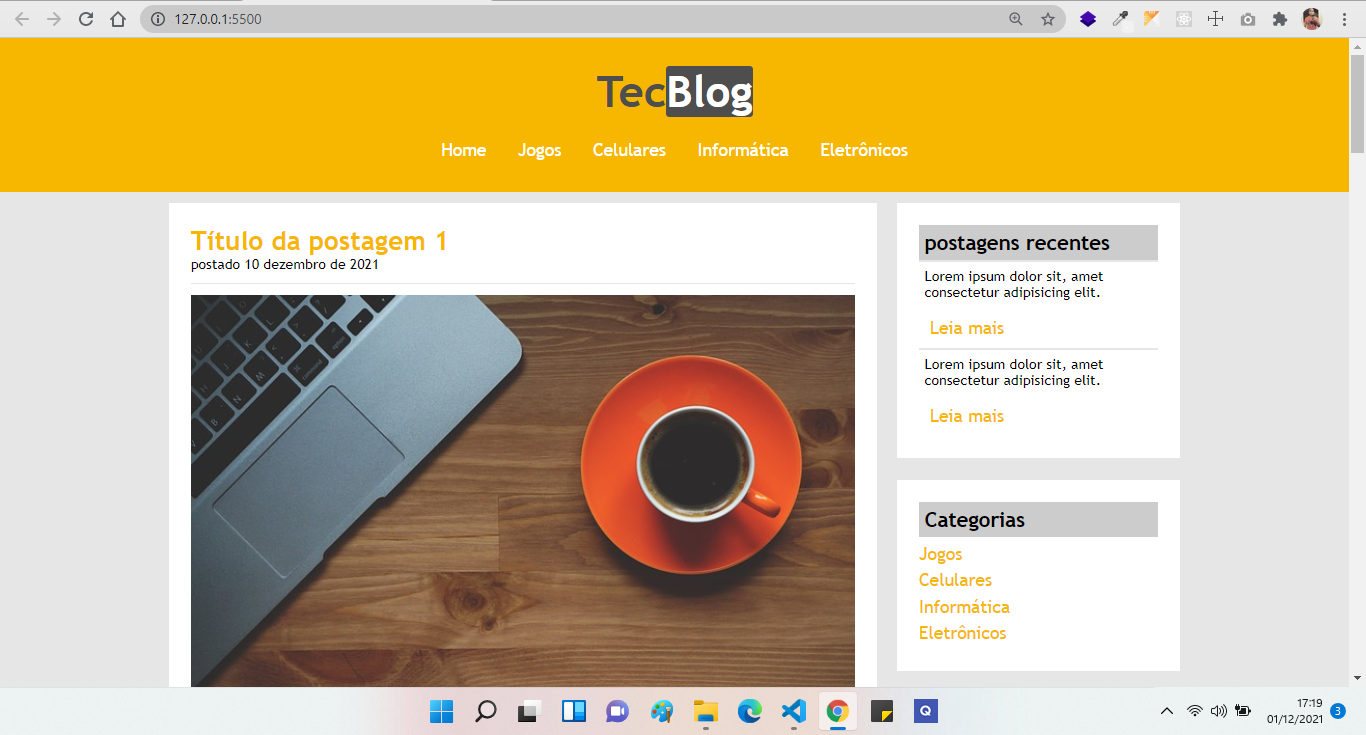 127.0.0.1:5500
TecBlog
Home Jogos Celulares Informática Eletrônicos
Título da postagem 1
postado 10 dezembro de 2021
postagens recentes
Lorem ipsum dolor sit, amet
consectetur adipisicing elit.
Leia mais
Lorem ipsum dolor sit, amet
consectetur adipisicing elit.
Leia mais
Categorias
Jogos
Celulares
Informática
Eletrônicos
17:19
01/12/2021
3
Q